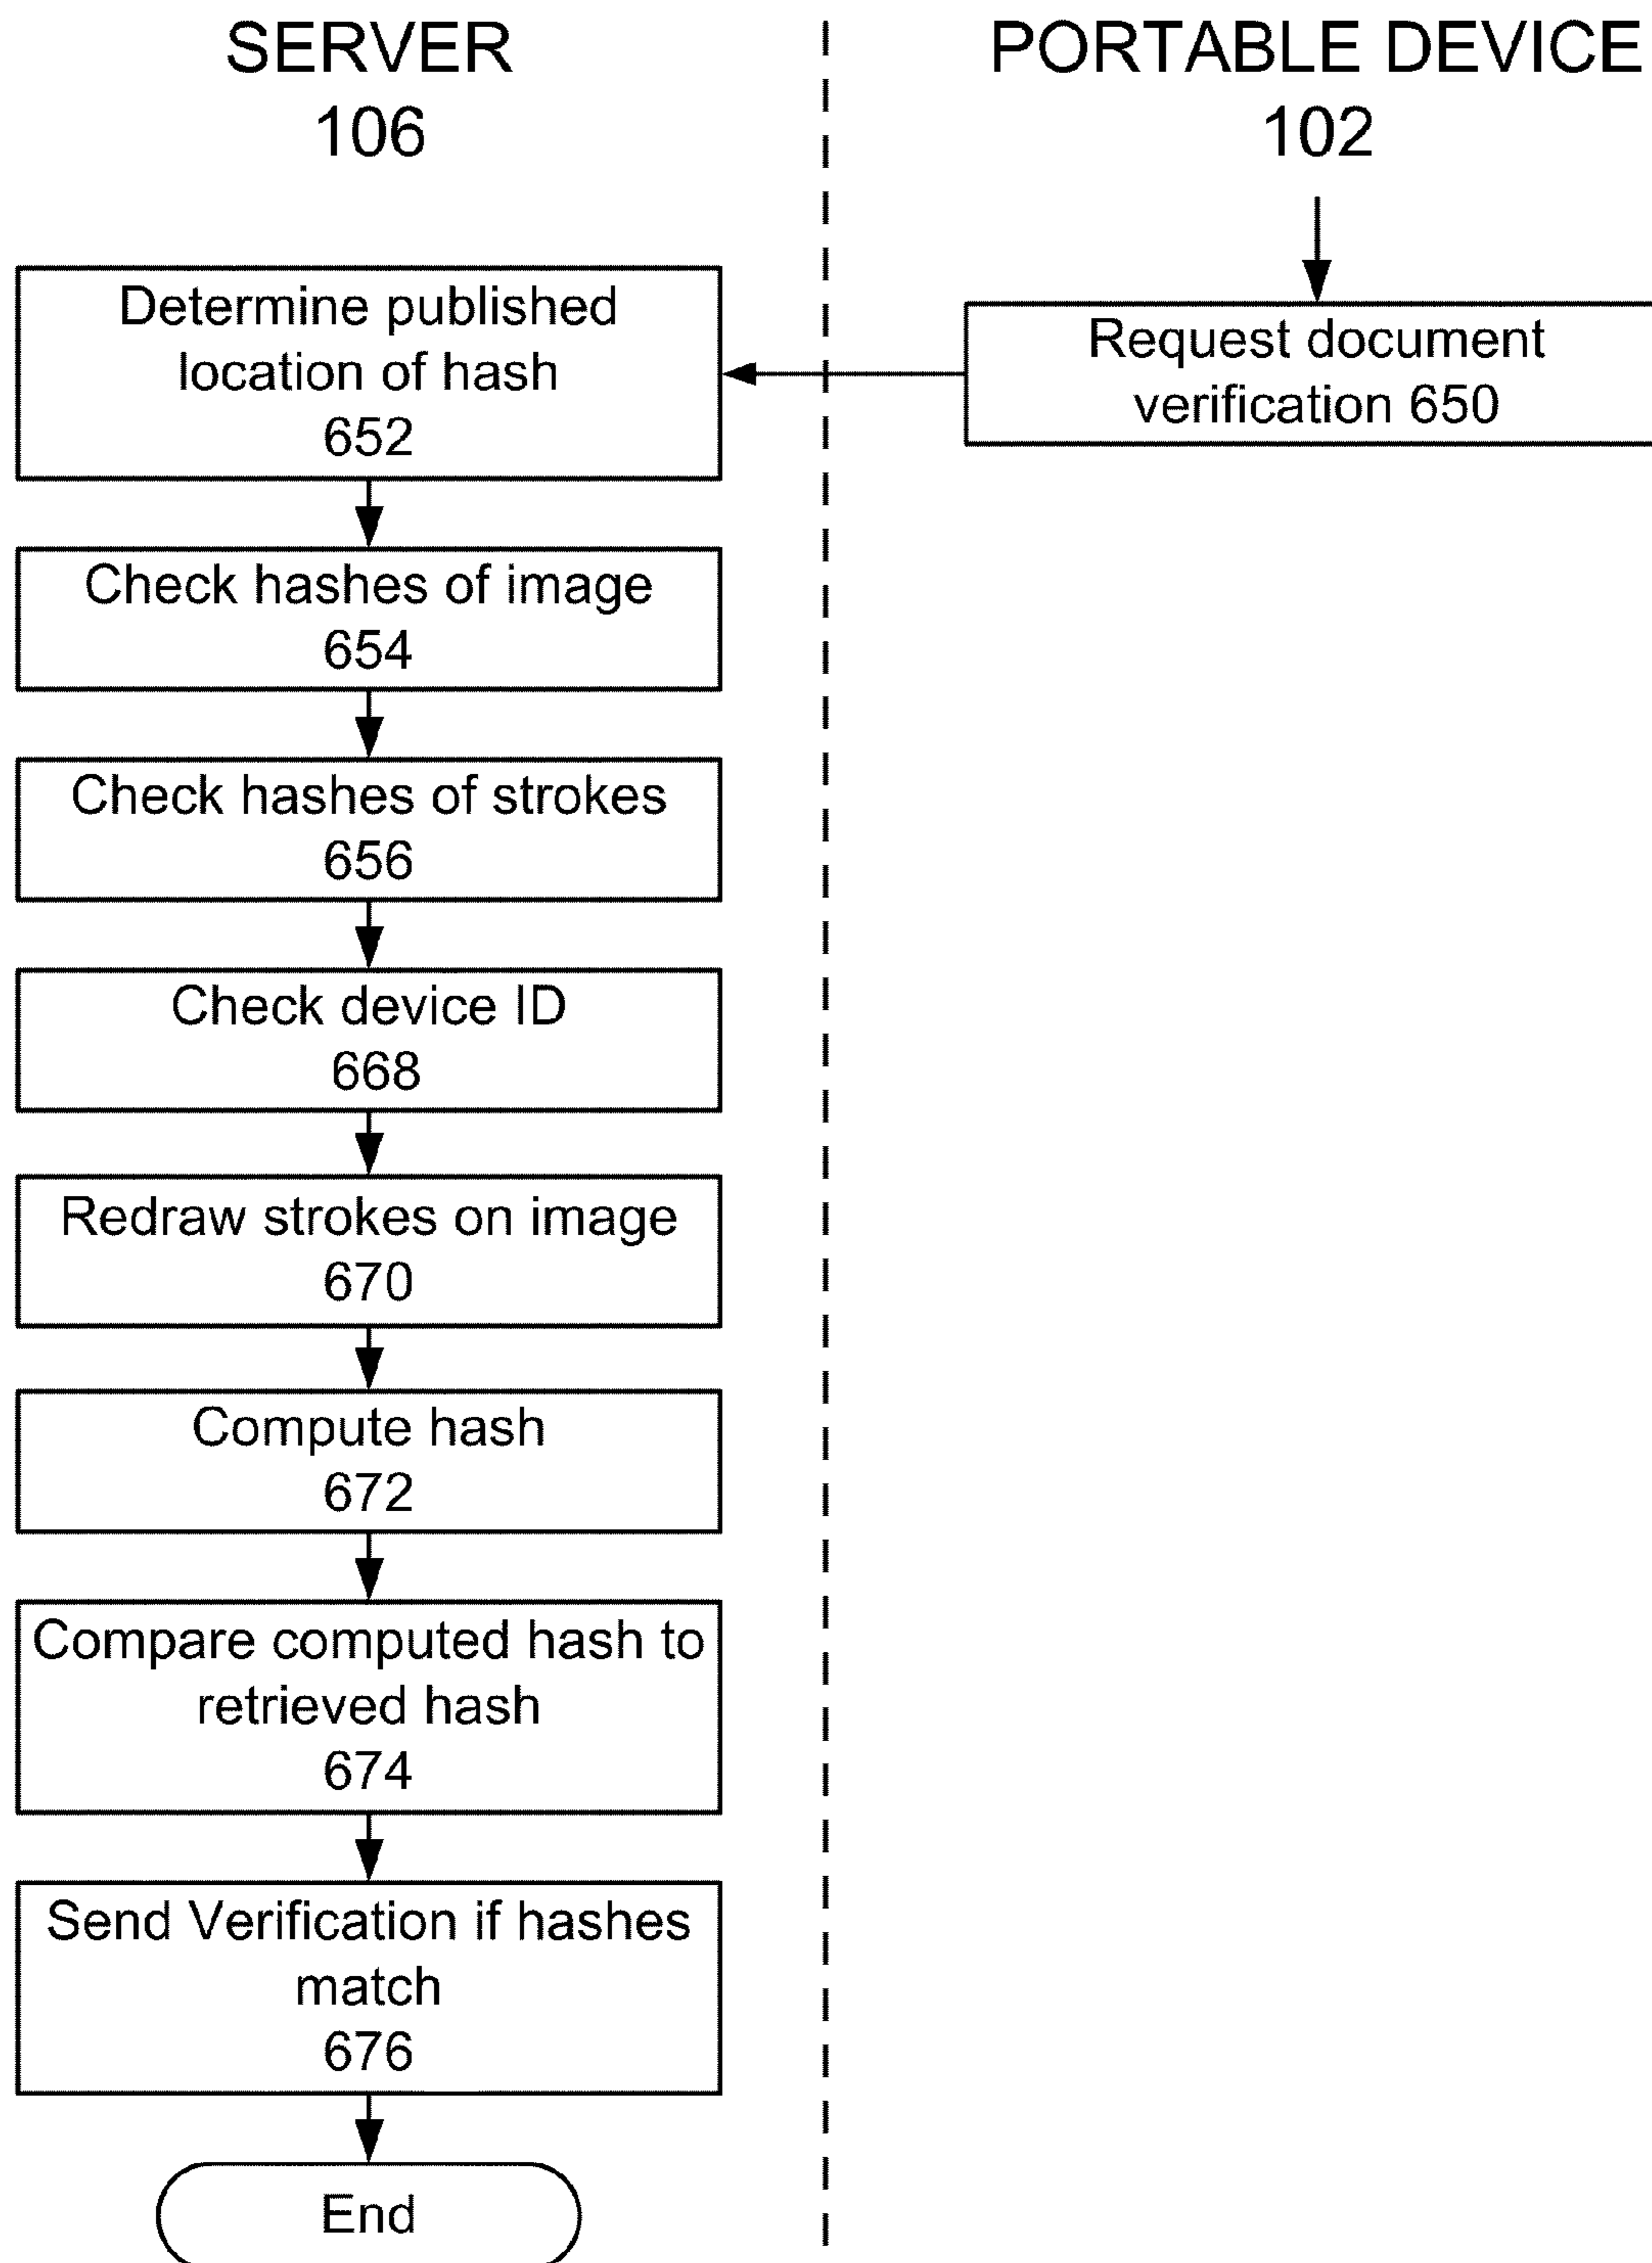 SERVER
106
PORTABLE DEVICE
102
Determine published
location of hash
652
Request document
verification 650
Check hashes of image
654
Check hashes of strokes
656
Check device ID
668
Redraw strokes on image
670
Compute hash
672
Compare computed hash to
retrieved hash
674
Send Verification if hashes
match
676
End